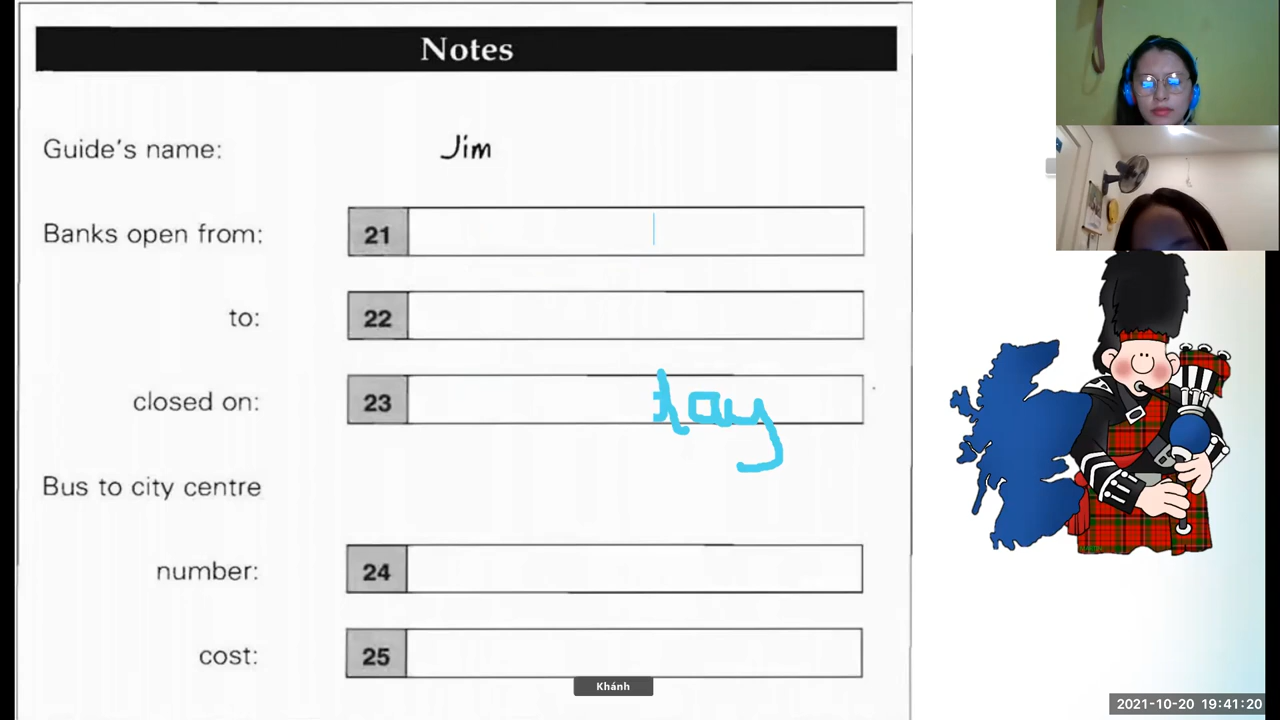 Notes
Guide's name: Jim
Banks open from: 21
to: 22
closed on: 23 day
Bus to city centre
number: 24
cost: 25
Khánh
2021-10-20 19:41:20